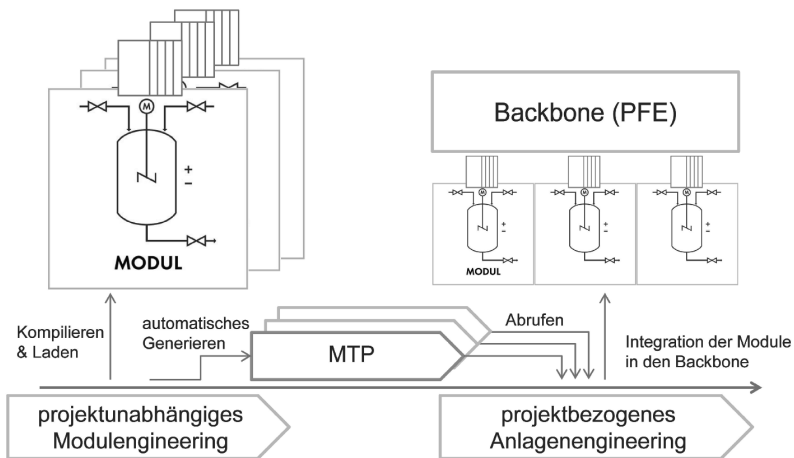 Backbone (PFE)
M
+
−
MODUL
M
+
−
MODUL
M
+
−
M
+
−
Kompilieren
& Laden
automatisches
Generieren
MTP
Abrufen
Integration der Module
in den Backbone
projektunabhängiges
Modulengineering
projektbezogenes
Anlagenengineering